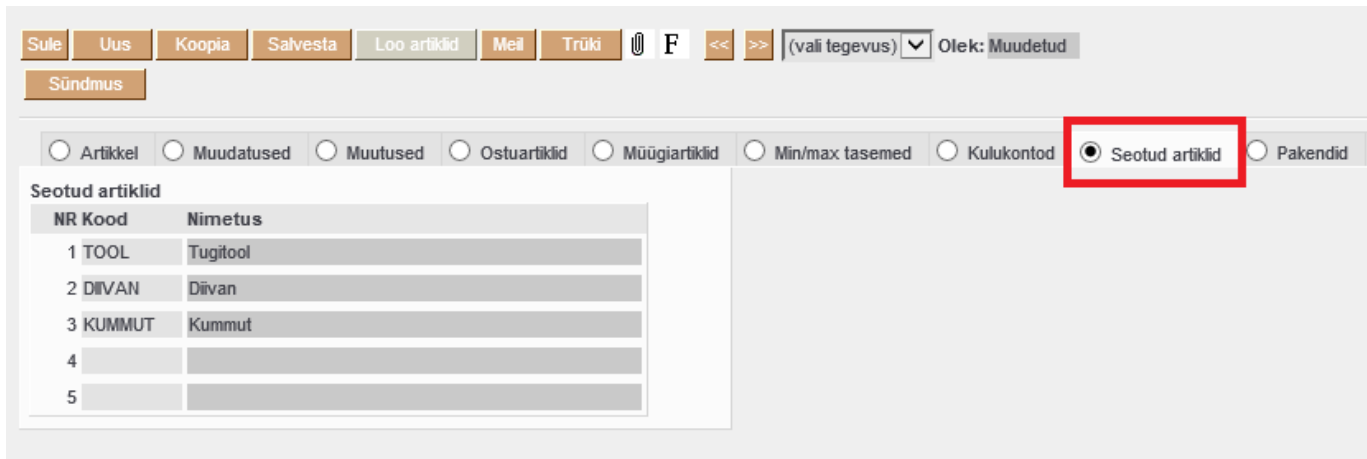 Sule Uus Koopia Salvesta Loo artiklid Meil Trüki F << >> (vali tegevus) Olek: Muudetud
Sündmus
Artikkel Muudatused Muutused Ostuartiklid Müügiartiklid Min/max tasemed Kulukontod Seotud artiklid Pakendid
Seotud artiklid
NR Kood Nimetus
1 TOOL Tugitool
2 DIIVAN Diivan
3 KUMMUT Kummut
4
5